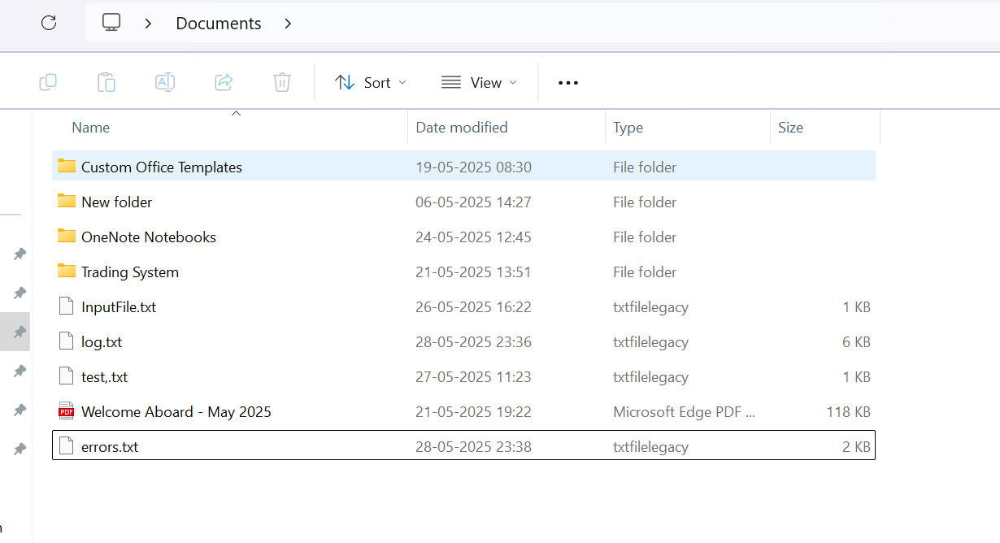 Documents
Sort
View
Name Date modified Type Size
Custom Office Templates 19-05-2025 08:30 File folder
New folder 06-05-2025 14:27 File folder
OneNote Notebooks 24-05-2025 12:45 File folder
Trading System 21-05-2025 13:51 File folder
InputFile.txt 26-05-2025 16:22 txtfilelegacy 1 KB
log.txt 28-05-2025 23:36 txtfilelegacy 6 KB
test,.txt 27-05-2025 11:23 txtfilelegacy 1 KB
PDF Welcome Aboard - May 2025 21-05-2025 19:22 Microsoft Edge PDF ... 118 KB
errors.txt 28-05-2025 23:38 txtfilelegacy 2 KB